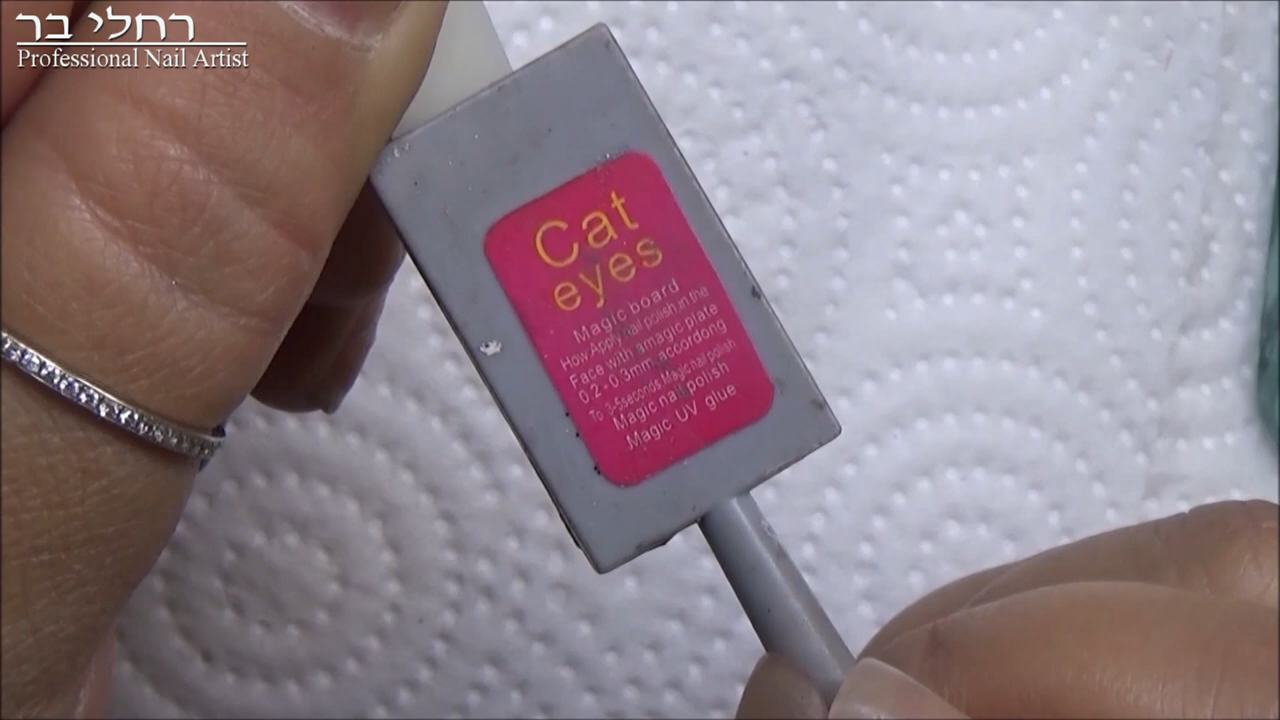 רחלי בר
Professional Nail Artist
Cat
eyes
Magic board
How Apply nail polish in the
Face with amagic plate
0.2-0.3mm accordong
To 3-5seconds Magic nail polish
Magic nail polish
Magic UV glue